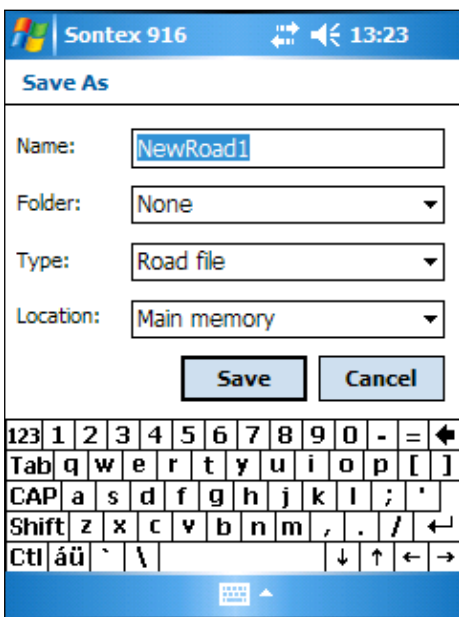 Sontex 916 13:23
Save As
Name: NewRoad1
Folder: None
Type: Road file
Location: Main memory
Save Cancel
123 1 2 3 4 5 6 7 8 9 0 - =
Tab q w e r t y u i o p [ ]
CAP a s d f g h j k l ; '
Shift z x c v b n m , . /
Ctl áü ` \ ↓ ↑ ← →